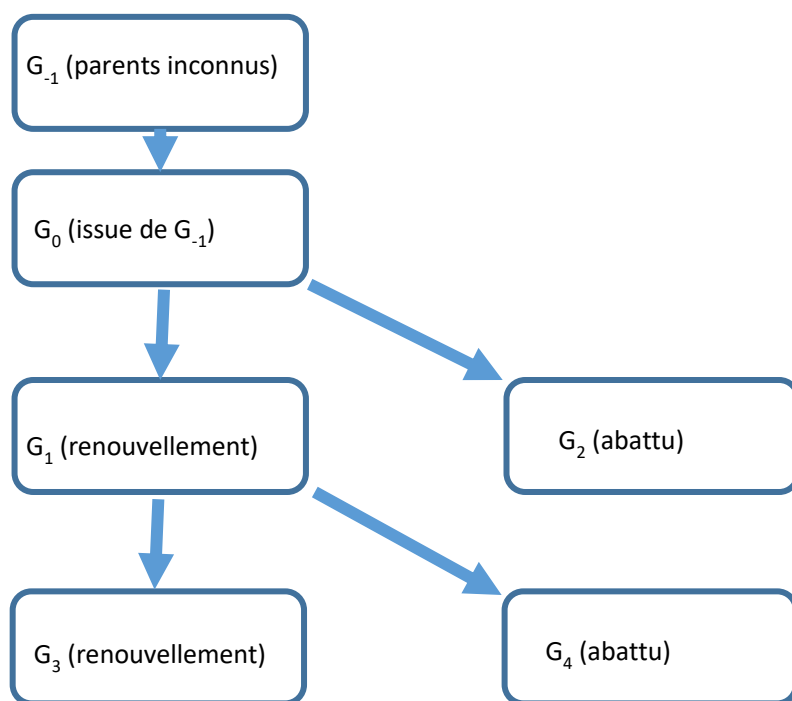 G-1 (parents inconnus)
G0 (issue de G-1)
G1 (renouvellement)
G2 (abattu)
G3 (renouvellement)
G4 (abattu)